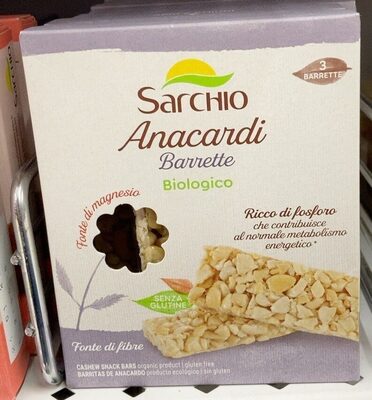 3
BARRETTE
Sarchio
Anacardi
Barrette
Biologico
Fonte di magnesio
Ricco di fosforo
che contribuisce
al normale metabolismo
energetico*
SENZA
GLUTINE
Fonte di fibre
CASHEW SNACK BARS organic product | gluten free
BARRITAS DE ANACARDO producto ecológico | sin gluten